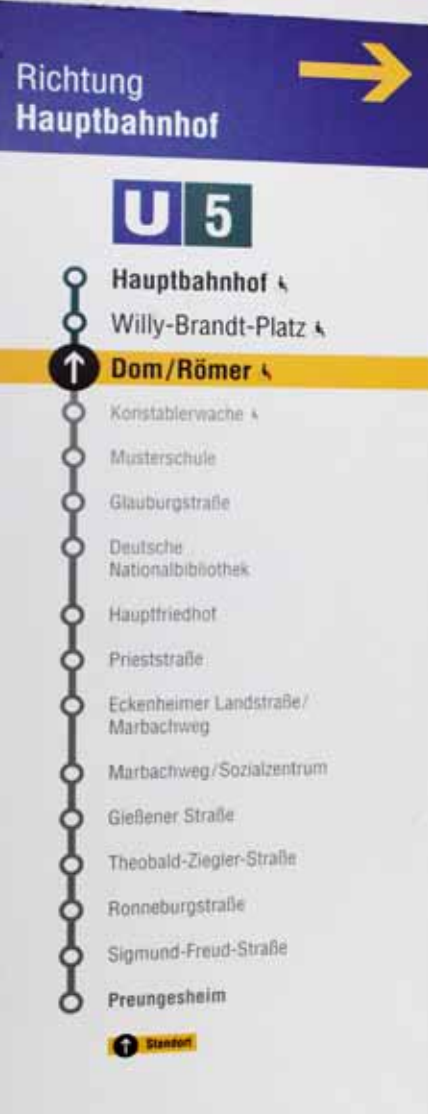 Richtung
Hauptbahnhof
U 5
Hauptbahnhof
Willy-Brandt-Platz
Dom/Römer
Konstablerwache
Musterschule
Glauburgstraße
Deutsche
Nationalbibliothek
Hauptfriedhof
Prieststraße
Eckenheimer Landstraße/
Marbachweg
Marbachweg/Sozialzentrum
Gießener Straße
Theobald-Ziegler-Straße
Ronneburgstraße
Sigmund-Freud-Straße
Preungesheim
Standort